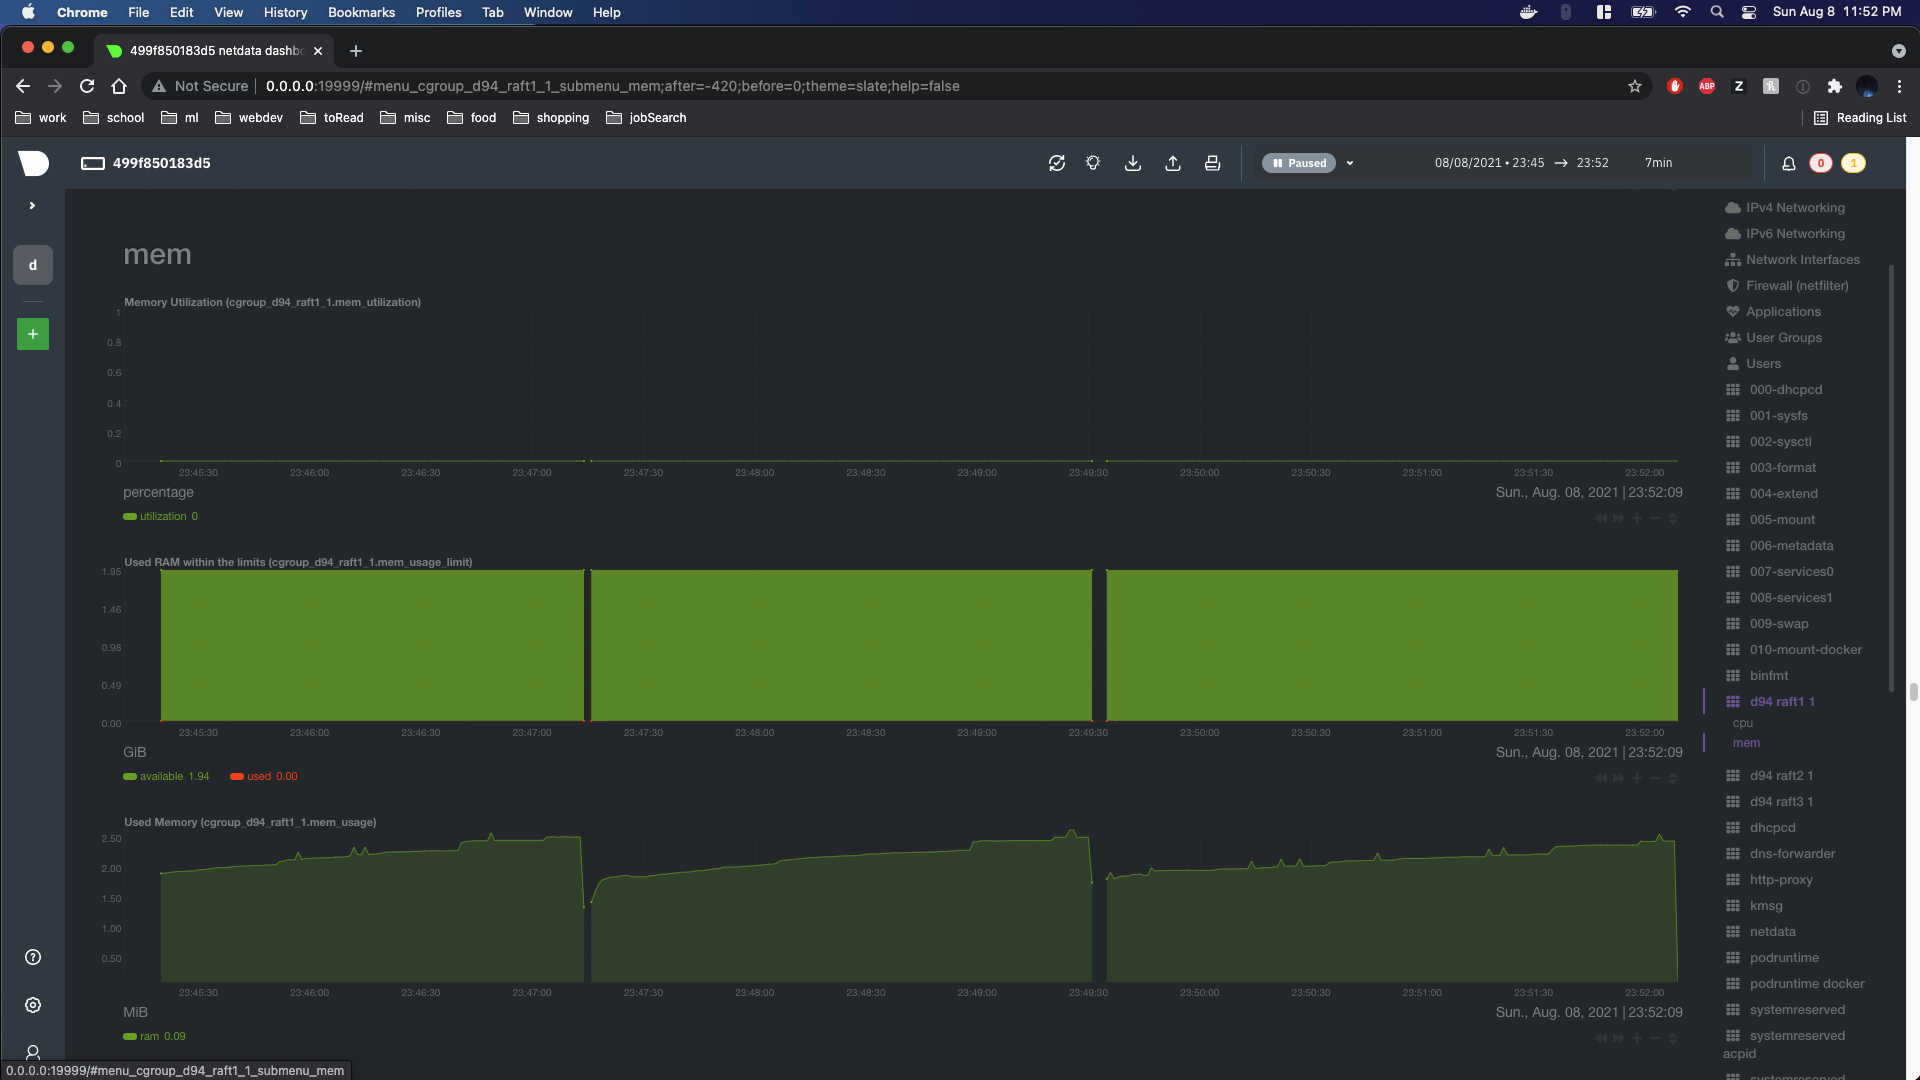 Chrome File Edit View History Bookmarks Profiles Tab Window Help Sun Aug 8 11:52 PM
499f850183d5 netdata dashbo
Not Secure 0.0.0.0:19999/#menu_cgroup_d94_raft1_1_submenu_mem;after=-420;before=0;theme=slate;help=false ABP Z
work school ml webdev toRead misc food shopping jobSearch Reading List
499f850183d5 Paused 08/08/2021 • 23:45 → 23:52 7min 0 1
d
+
mem
Memory Utilization (cgroup_d94_raft1_1.mem_utilization)
1
0.8
0.6
0.4
0.2
0
23:45:30 23:46:00 23:46:30 23:47:00 23:47:30 23:48:00 23:48:30 23:49:00 23:49:30 23:50:00 23:50:30 23:51:00 23:51:30 23:52:00
percentage Sun., Aug. 08, 2021 | 23:52:09
utilization 0
Used RAM within the limits (cgroup_d94_raft1_1.mem_usage_limit)
1.95
1.46
0.98
0.49
0.00
23:45:30 23:46:00 23:46:30 23:47:00 23:47:30 23:48:00 23:48:30 23:49:00 23:49:30 23:50:00 23:50:30 23:51:00 23:51:30 23:52:00
GiB Sun., Aug. 08, 2021 | 23:52:09
available 1.94 used 0.00
Used Memory (cgroup_d94_raft1_1.mem_usage)
2.50
2.00
1.50
1.00
0.50
23:45:30 23:46:00 23:46:30 23:47:00 23:47:30 23:48:00 23:48:30 23:49:00 23:49:30 23:50:00 23:50:30 23:51:00 23:51:30 23:52:00
MiB Sun., Aug. 08, 2021 | 23:52:09
ram 0.09
IPv4 Networking
IPv6 Networking
Network Interfaces
Firewall (netfilter)
Applications
User Groups
Users
000-dhcpcd
001-sysfs
002-sysctl
003-format
004-extend
005-mount
006-metadata
007-services0
008-services1
009-swap
010-mount-docker
binfmt
d94 raft1 1
cpu
mem
d94 raft2 1
d94 raft3 1
dhcpcd
dns-forwarder
http-proxy
kmsg
netdata
podruntime
podruntime docker
systemreserved
systemreserved
acpid
systemreserved
0.0.0.0:19999/#menu_cgroup_d94_raft1_1_submenu_mem